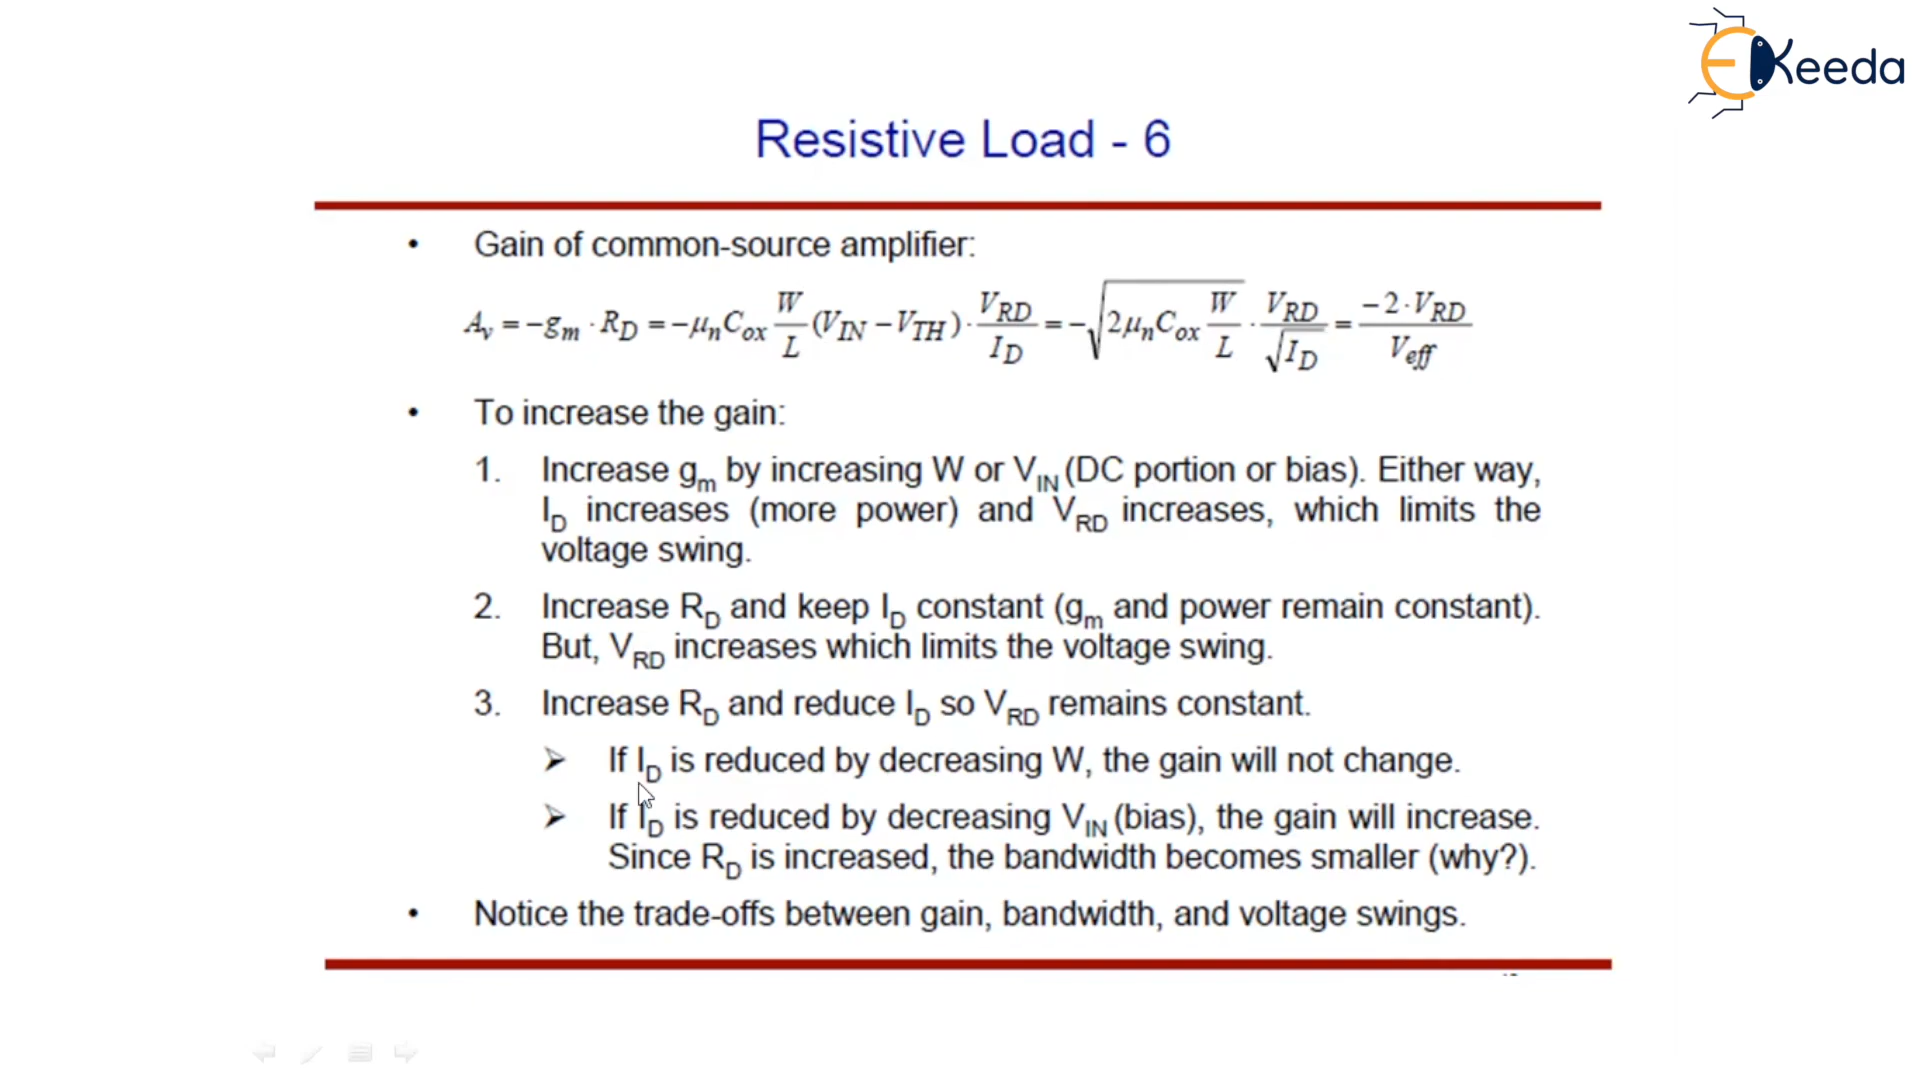 EKeeda
Resistive Load - 6
• Gain of common-source amplifier:
A_v = −g_m · R_D = −μ_n C_ox W/L (V_IN − V_TH) · V_RD/I_D = −√(2μ_n C_ox W/L) · V_RD/√I_D = −2·V_RD/V_eff
• To increase the gain:
1. Increase g_m by increasing W or V_IN (DC portion or bias). Either way,
I_D increases (more power) and V_RD increases, which limits the
voltage swing.
2. Increase R_D and keep I_D constant (g_m and power remain constant).
But, V_RD increases which limits the voltage swing.
3. Increase R_D and reduce I_D so V_RD remains constant.
➢ If I_D is reduced by decreasing W, the gain will not change.
➢ If I_D is reduced by decreasing V_IN (bias), the gain will increase.
Since R_D is increased, the bandwidth becomes smaller (why?).
• Notice the trade-offs between gain, bandwidth, and voltage swings.